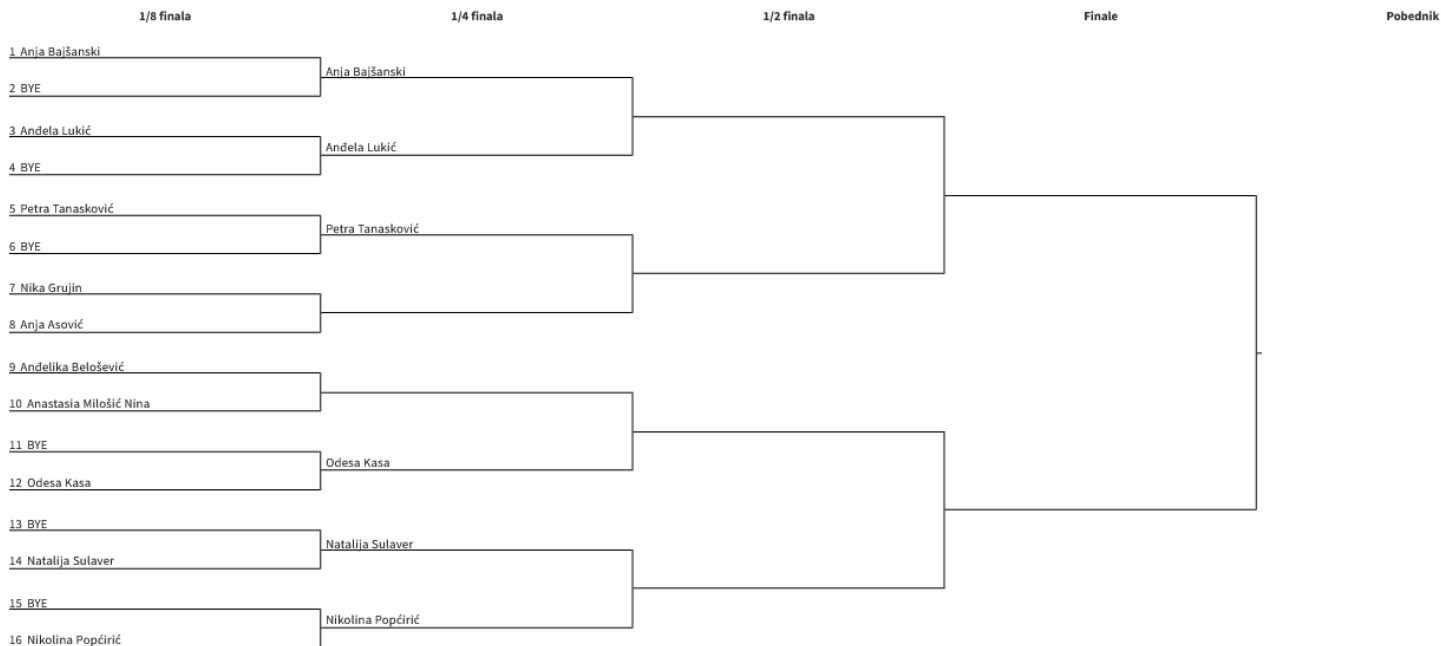 1/8 finala
1/4 finala
1/2 finala
Finale
Pobednik
1 Anja Bajšanski
2 BYE
3 Anđela Lukić
4 BYE
5 Petra Tanasković
6 BYE
7 Nika Grujin
8 Anja Asović
9 Anđelika Belošević
10 Anastasia Milošić Nina
11 BYE
12 Odesa Kasa
13 BYE
14 Natalija Sulaver
15 BYE
16 Nikolina Popćirić
Anja Bajšanski
Anđela Lukić
Petra Tanasković
Odesa Kasa
Natalija Sulaver
Nikolina Popćirić